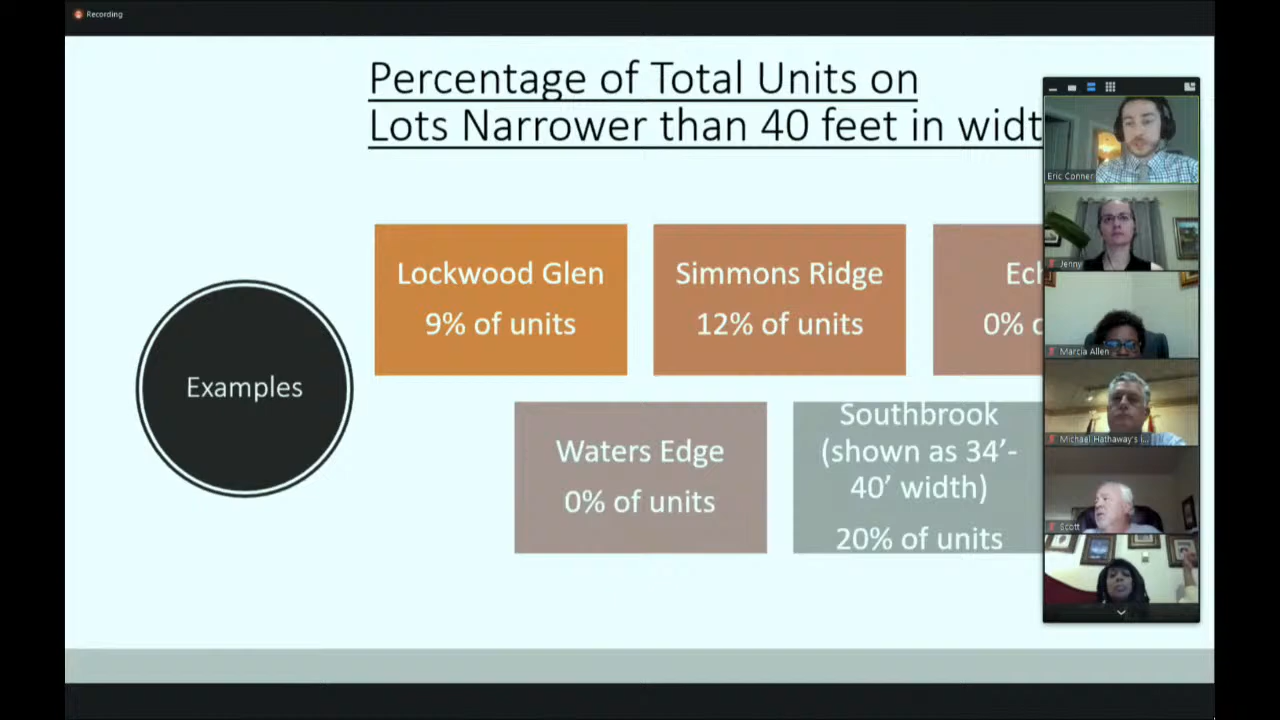 Recording
Percentage of Total Units on
Lots Narrower than 40 feet in widt
Lockwood Glen
9% of units
Simmons Ridge
12% of units
Ech
0% o
Examples
Waters Edge
0% of units
Southbrook
(shown as 34’-
40’ width)
20% of units
Eric Conner
Jenny
Marcia Allen
Michael Hathaway's i...
Scott